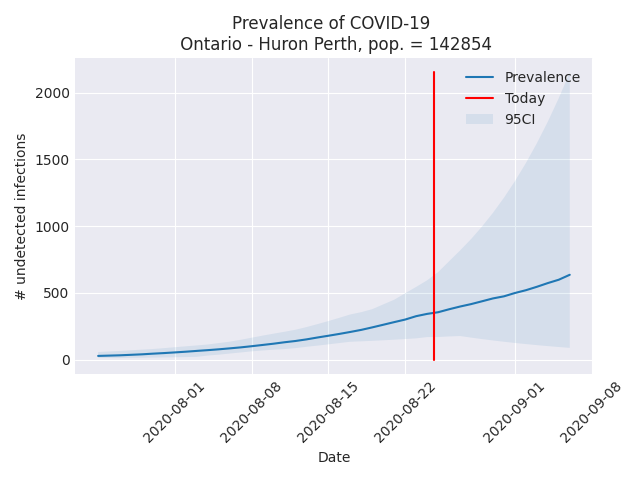 Prevalence of COVID-19
Ontario - Huron Perth, pop. = 142854
Prevalence
Today
95CI
2000
1500
1000
500
0
# undetected infections
2020-08-01
2020-08-08
2020-08-15
2020-08-22
2020-09-01
2020-09-08
Date